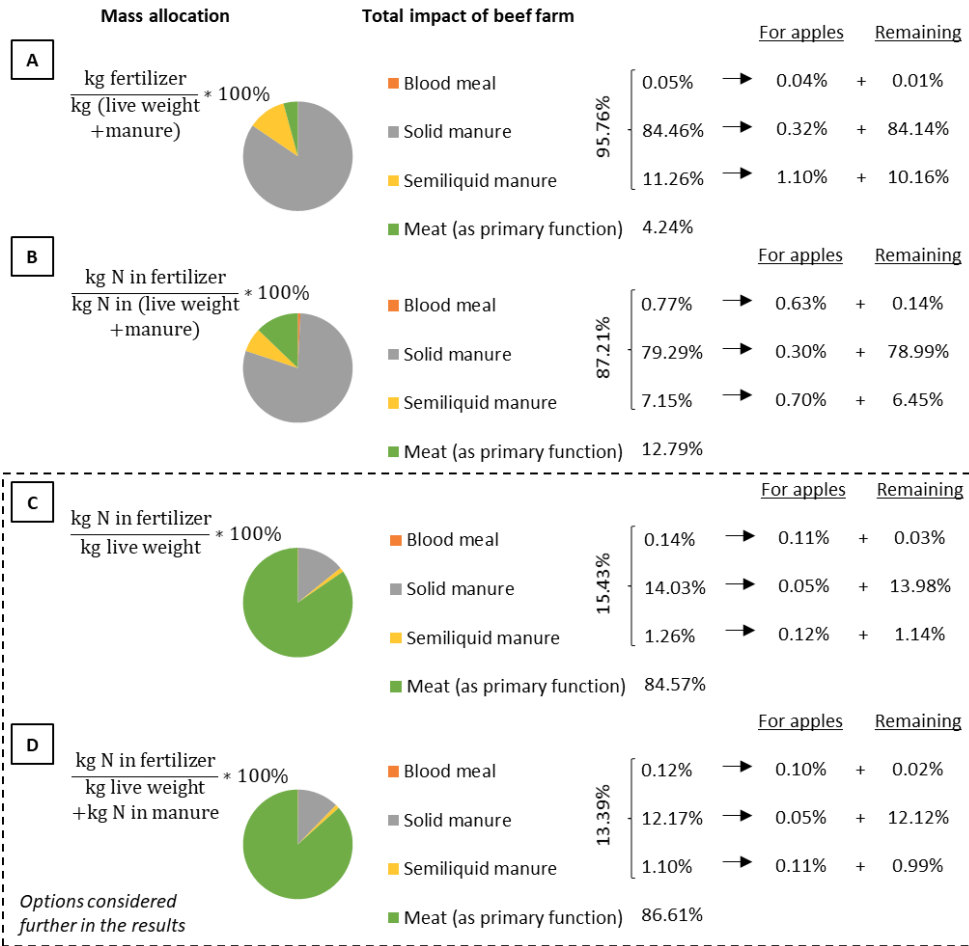 Mass allocation Total impact of beef farm
For apples Remaining
A
kg fertilizer
kg (live weight
+manure)
* 100%
Blood meal 0.05% 0.04% + 0.01%
Solid manure 84.46% 0.32% + 84.14%
Semiliquid manure 11.26% 1.10% + 10.16%
95.76%
Meat (as primary function) 4.24%
For apples Remaining
B
kg N in fertilizer
kg N in (live weight
+manure)
* 100%
Blood meal 0.77% 0.63% + 0.14%
Solid manure 79.29% 0.30% + 78.99%
Semiliquid manure 7.15% 0.70% + 6.45%
87.21%
Meat (as primary function) 12.79%
For apples Remaining
C
kg N in fertilizer
kg live weight
* 100%
Blood meal 0.14% 0.11% + 0.03%
Solid manure 14.03% 0.05% + 13.98%
Semiliquid manure 1.26% 0.12% + 1.14%
15.43%
Meat (as primary function) 84.57%
For apples Remaining
D
kg N in fertilizer
kg live weight
+kg N in manure
* 100%
Blood meal 0.12% 0.10% + 0.02%
Solid manure 12.17% 0.05% + 12.12%
Semiliquid manure 1.10% 0.11% + 0.99%
13.39%
Meat (as primary function) 86.61%
Options considered
further in the results